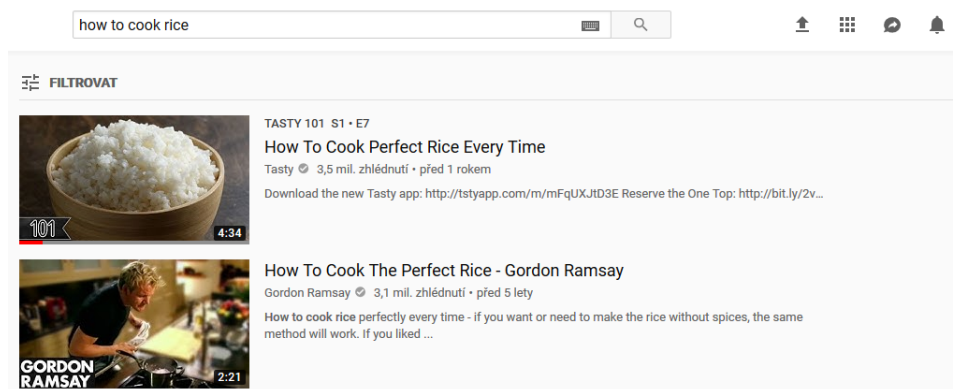 how to cook rice
FILTROVAT
TASTY 101 S1 • E7
How To Cook Perfect Rice Every Time
Tasty 3,5 mil. zhlédnutí • před 1 rokem
Download the new Tasty app: http://tstyapp.com/m/mFqUXJtD3E Reserve the One Top: http://bit.ly/2v...
101
4:34
How To Cook The Perfect Rice - Gordon Ramsay
Gordon Ramsay 3,1 mil. zhlédnutí • před 5 lety
How to cook rice perfectly every time - if you want or need to make the rice without spices, the same
method will work. If you liked ...
GORDON
RAMSAY
2:21